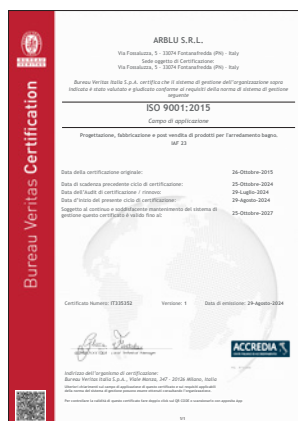 ARBLU S.R.L.
Via Fossaluzza, 5 - 33074 Fontanafredda (PN) - Italy
Sede oggetto di Certificazione:
Via Fossaluzza, 5 - 33074 Fontanafredda (PN) - Italy
Bureau Veritas Italia S.p.A. certifica che il sistema di gestione dell'organizzazione sopra
indicata è stato valutato e giudicato conforme ai requisiti della norma di sistema di gestione
seguente
ISO 9001:2015
Campo di applicazione
Progettazione, fabbricazione e post vendita di prodotti per l'arredamento bagno.
IAF 23
Data della certificazione originale: 26-Ottobre-2015
Data di scadenza precedente ciclo di certificazione: 25-Ottobre-2024
Data dell'Audit di certificazione / rinnovo: 29-Luglio-2024
Data d'inizio del presente ciclo di certificazione: 29-Agosto-2024
Soggetto al continuo e soddisfacente mantenimento del sistema di
gestione questo certificato è valido fino al: 25-Ottobre-2027
Certificato Numero: IT335352 Versione: 1 Data di emissione: 29-Agosto-2024
ACCREDIA
Indirizzo dell'organismo di certificazione:
Bureau Veritas Italia S.p.A., Viale Monza, 347 - 20126 Milano, Italia
1/1
BUREAU VERITAS
Bureau Veritas Certification